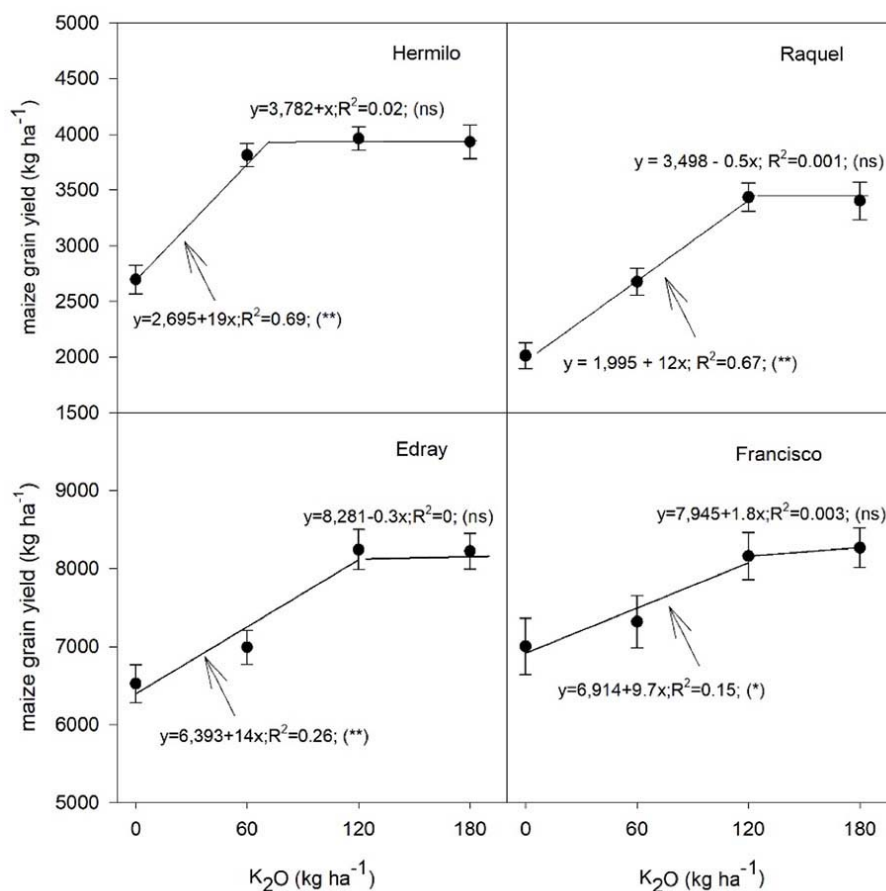 5000
4500
4000
3500
3000
2500
2000
1500
maize grain yield (kg ha⁻¹)
Hermilo
y=3,782+x;R²=0.02; (ns)
y=2,695+19x;R²=0.69; (**)
Raquel
y = 3,498 - 0.5x; R²=0.001; (ns)
y = 1,995 + 12x; R²=0.67; (**)
9000
8000
7000
6000
5000
maize grain yield (kg ha⁻¹)
Edray
y=8,281-0.3x;R²=0; (ns)
y=6,393+14x;R²=0.26; (**)
Francisco
y=7,945+1.8x;R²=0.003; (ns)
y=6,914+9.7x;R²=0.15; (*)
0 60 120 180
0 60 120 180
K₂O (kg ha⁻¹)
K₂O (kg ha⁻¹)